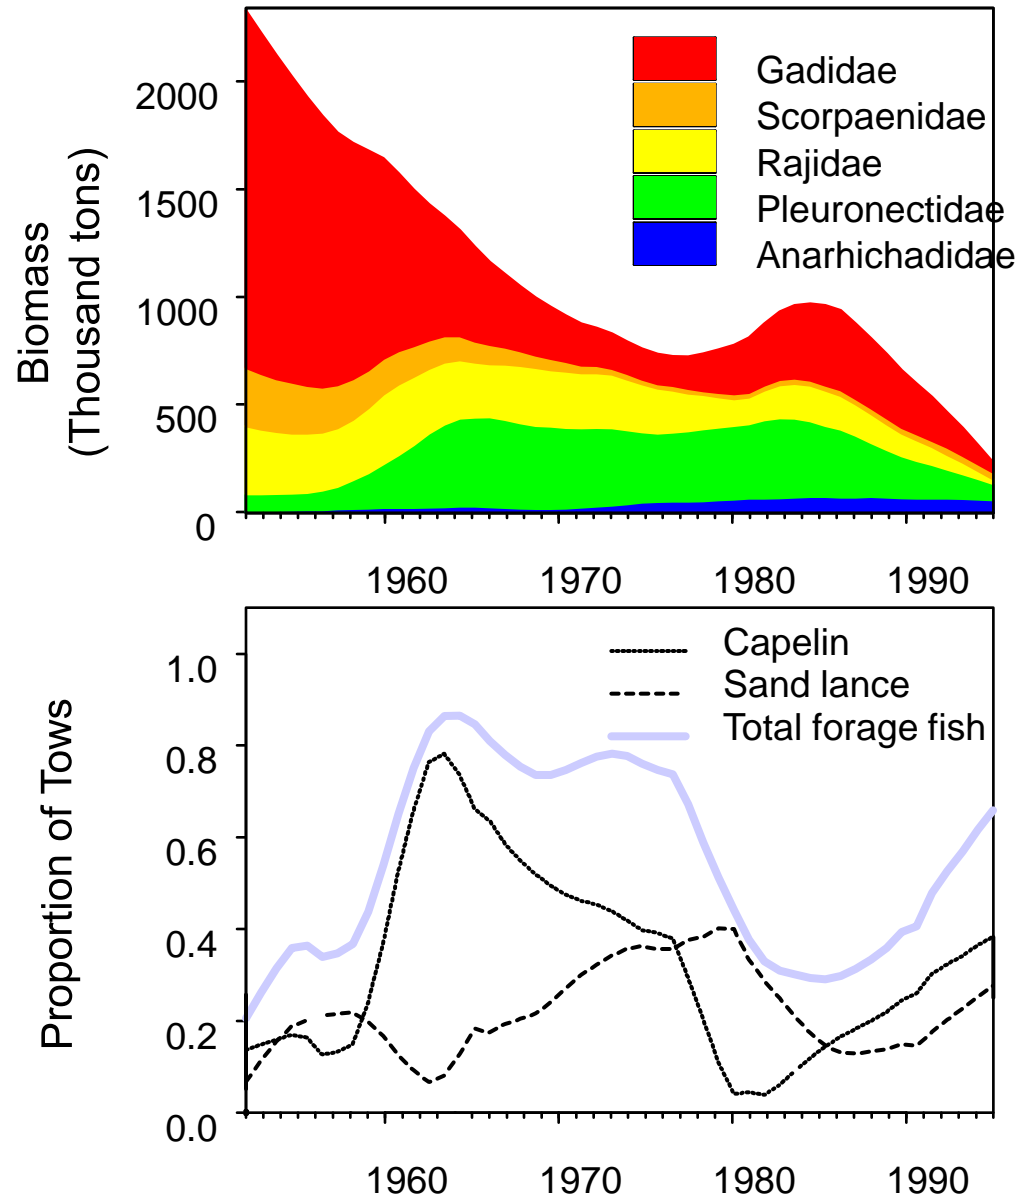 Biomass
(Thousand tons)
2000
1500
1000
500
0
Gadidae
Scorpaenidae
Rajidae
Pleuronectidae
Anarhichadidae
1960 1970 1980 1990
Proportion of Tows
1.0
0.8
0.6
0.4
0.2
0.0
Capelin
Sand lance
Total forage fish
1960 1970 1980 1990